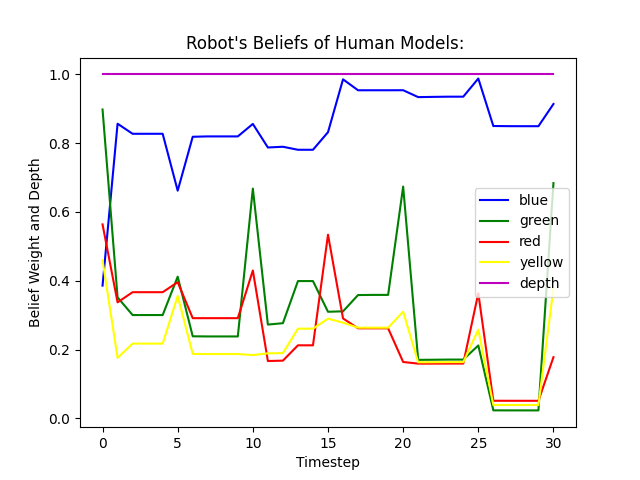 Robot's Beliefs of Human Models:
Belief Weight and Depth
1.0
0.8
0.6
0.4
0.2
0.0
blue
green
red
yellow
depth
0 5 10 15 20 25 30
Timestep